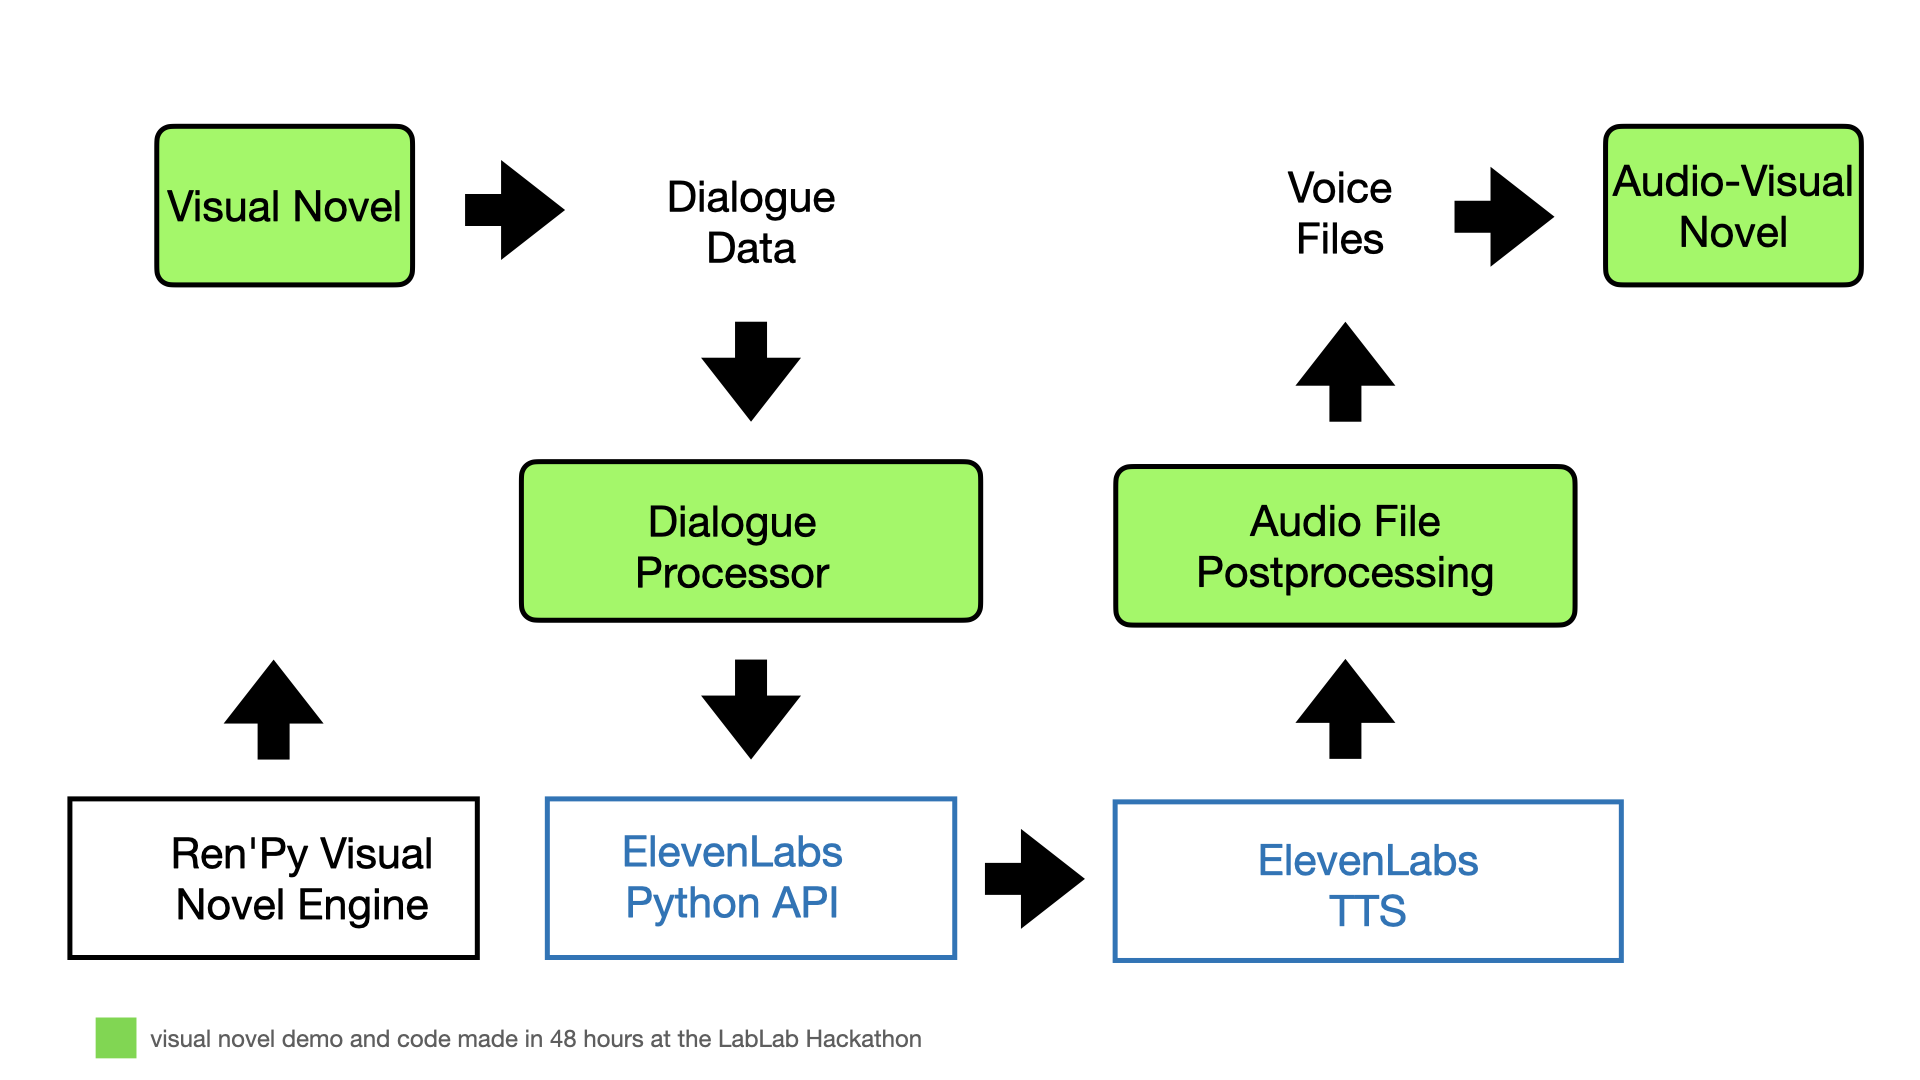 Visual Novel
Dialogue
Data
Voice
Files
Audio-Visual
Novel
Dialogue
Processor
Audio File
Postprocessing
Ren'Py Visual
Novel Engine
ElevenLabs
Python API
ElevenLabs
TTS
visual novel demo and code made in 48 hours at the LabLab Hackathon